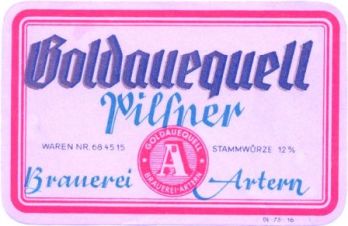 Goldauequell
Pilsner
WAREN NR. 684515
STAMMWÜRZE 12%
GOLDAUEQUELL
A
BRAUEREI-ARTERN
Brauerei Artern